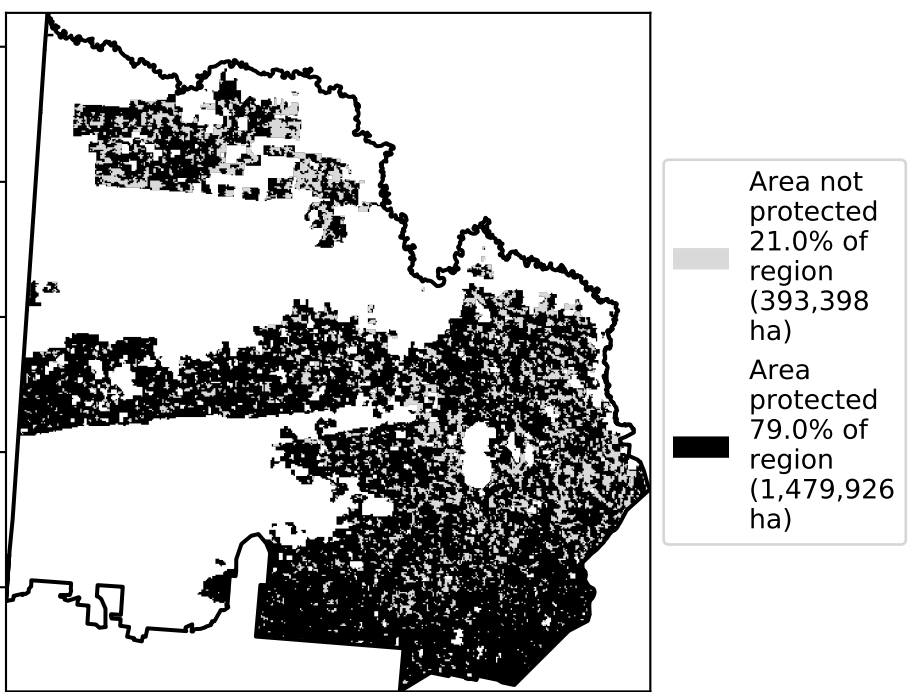 Area not
protected
21.0% of
region
(393,398
ha)
Area
protected
79.0% of
region
(1,479,926
ha)